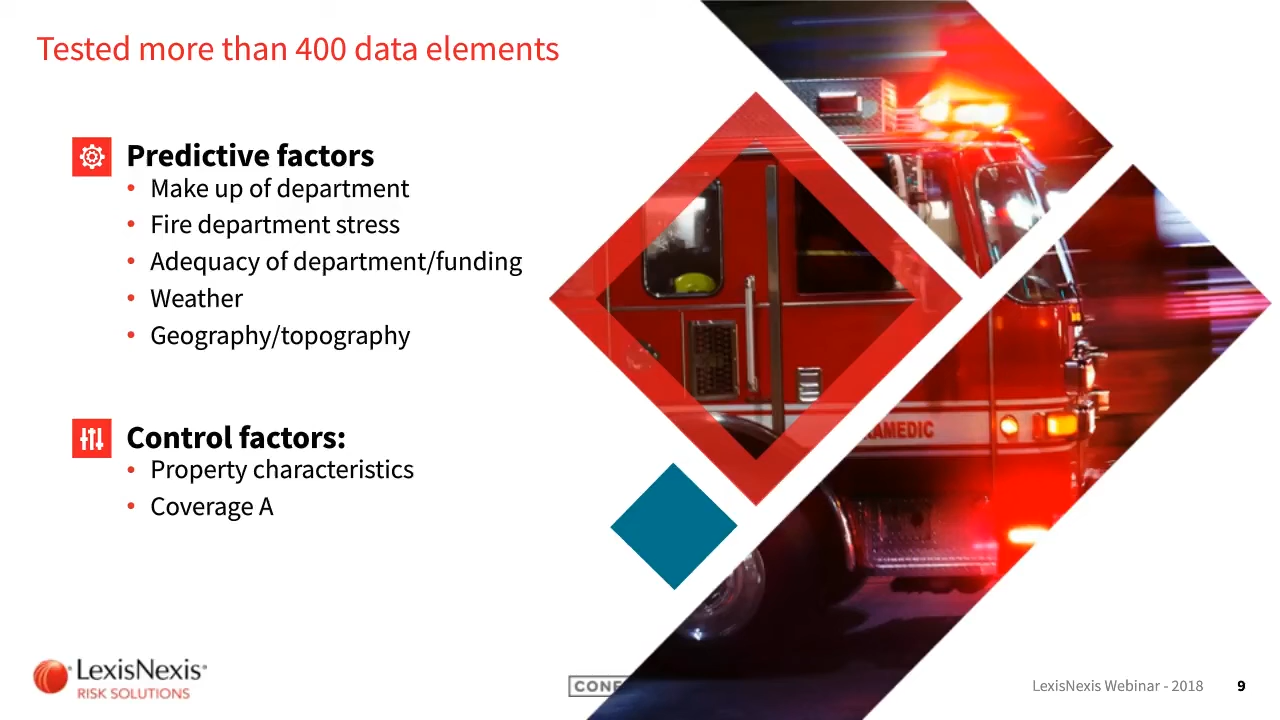 Tested more than 400 data elements
Predictive factors
• Make up of department
• Fire department stress
• Adequacy of department/funding
• Weather
• Geography/topography
Control factors:
• Property characteristics
• Coverage A
LexisNexis®
RISK SOLUTIONS
LexisNexis Webinar - 2018
9